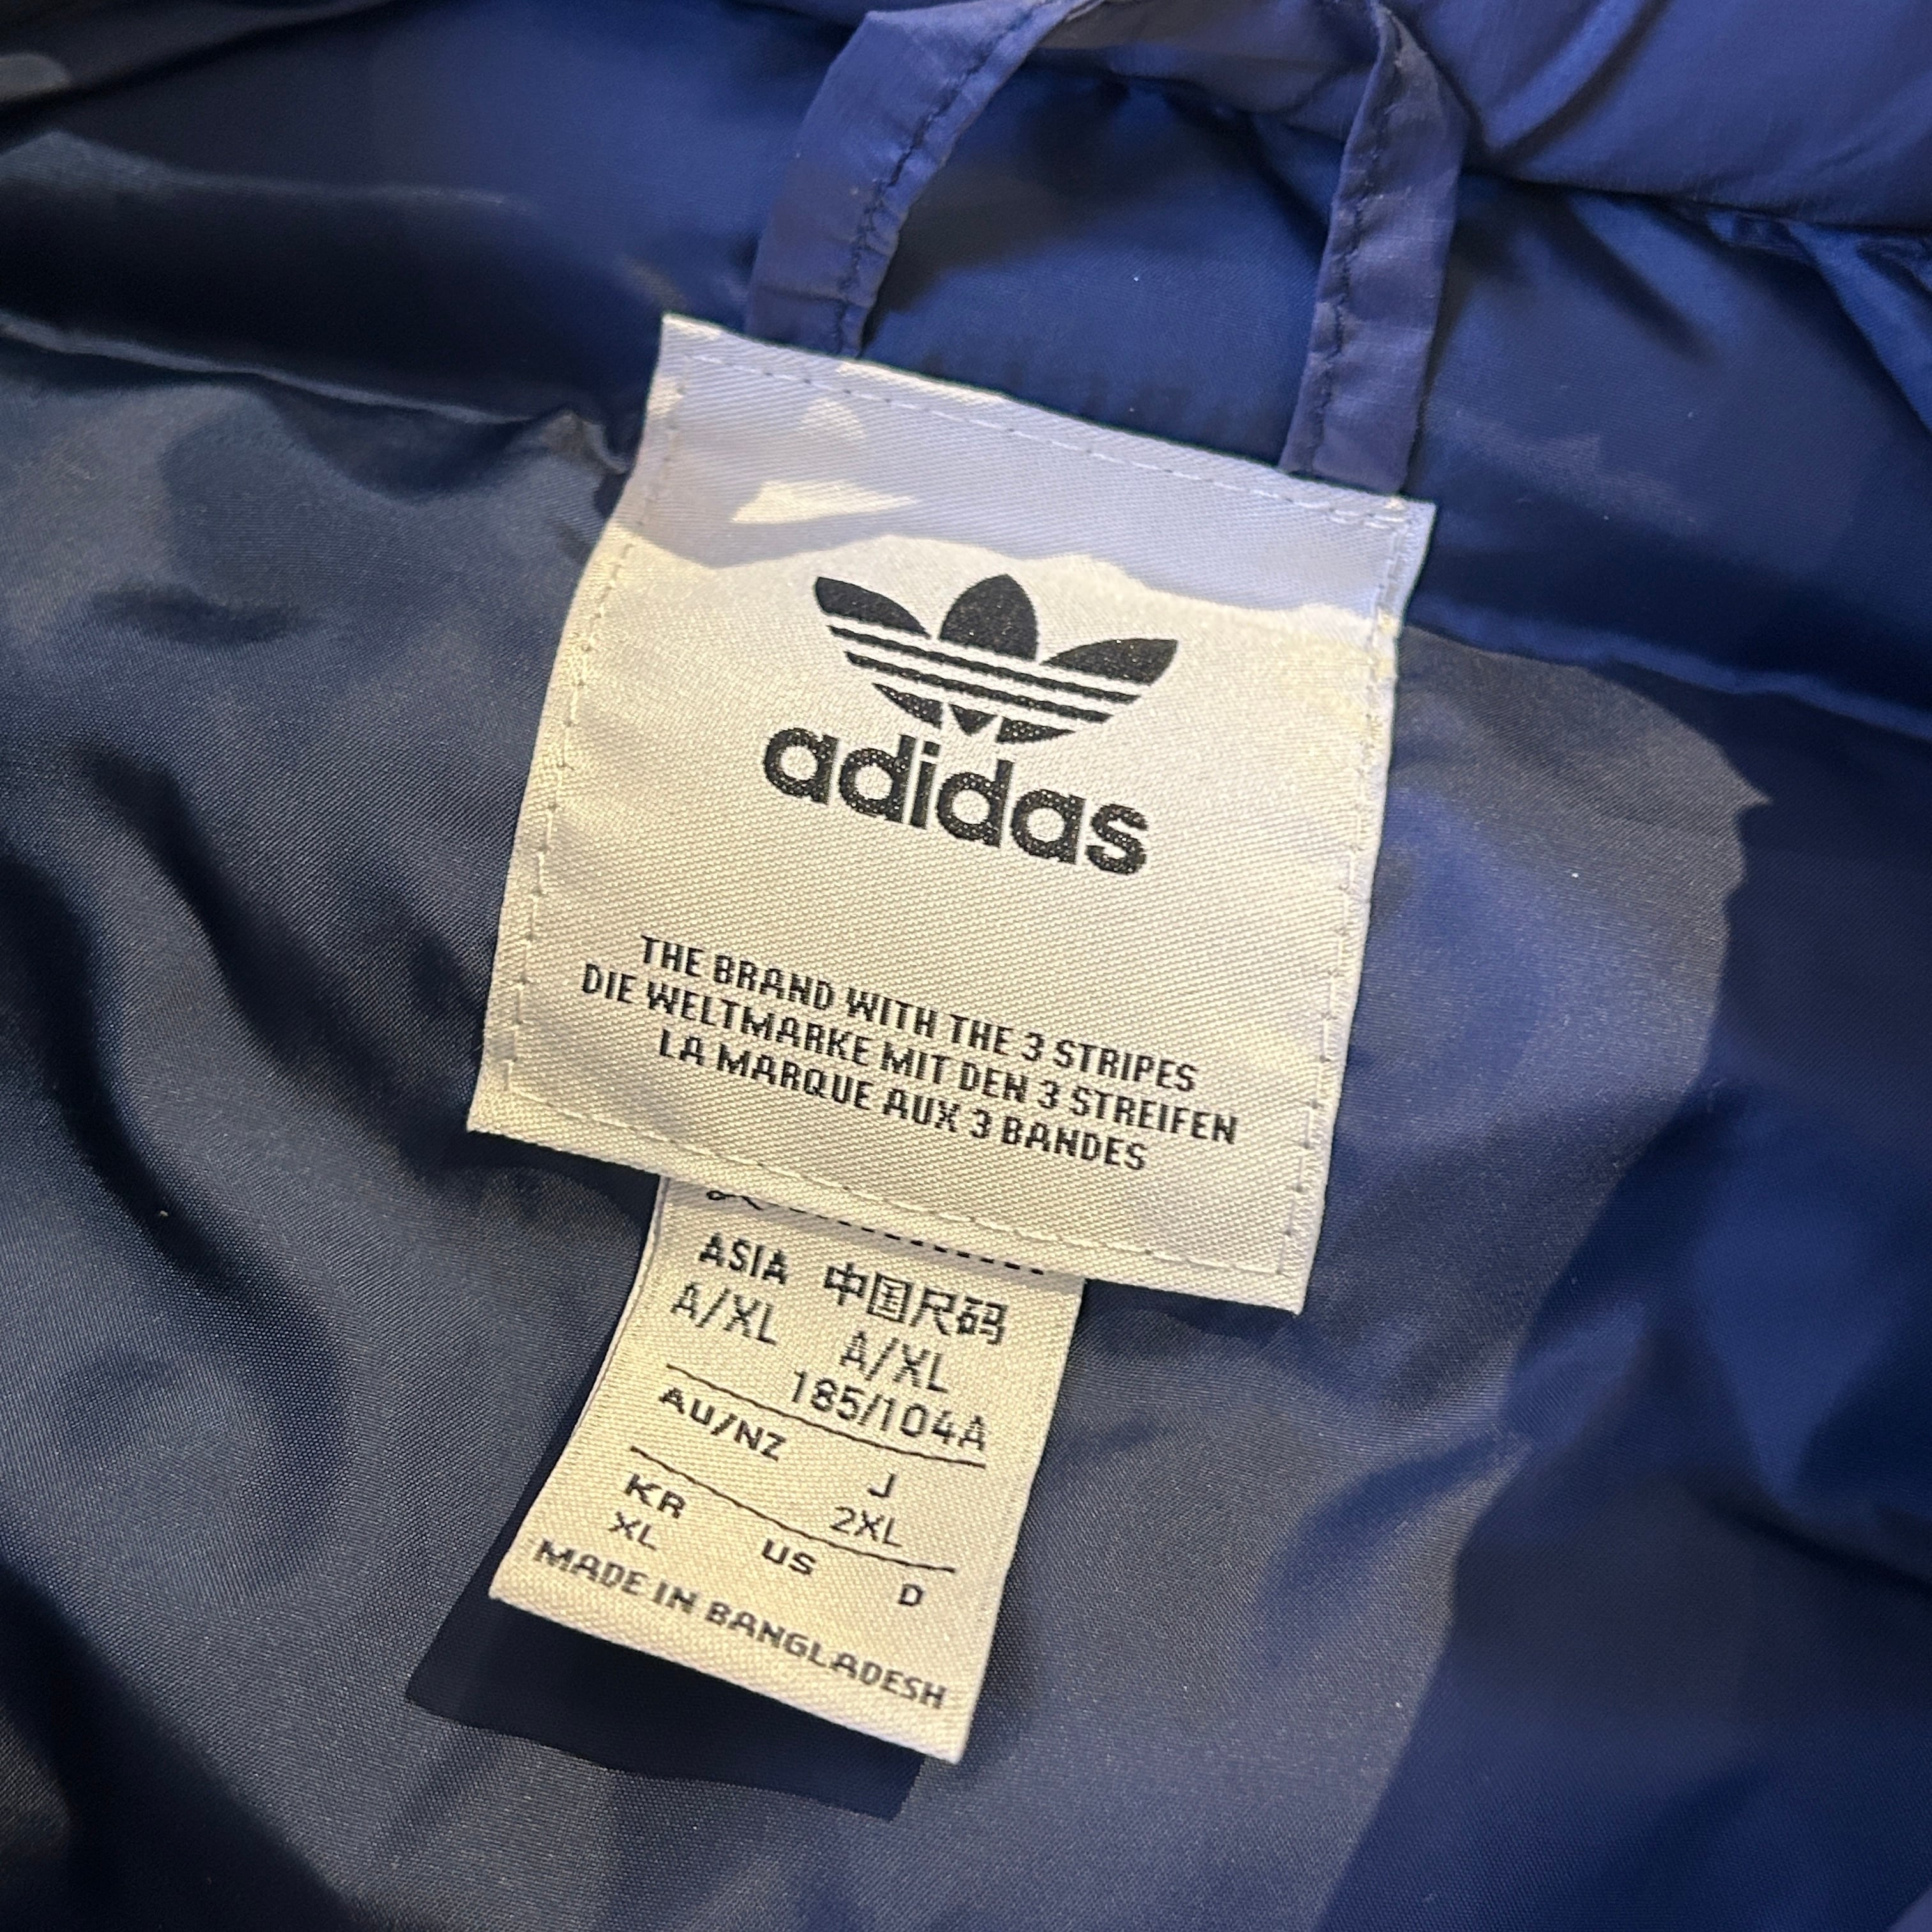 adidas
THE BRAND WITH THE 3 STRIPES
DIE WELTMARKE MIT DEN 3 STREIFEN
LA MARQUE AUX 3 BANDES
ASIA 中国尺码
A/XL A/XL
185/104A
AU/NZ J
2XL
KR US D
XL
MADE IN BANGLADESH